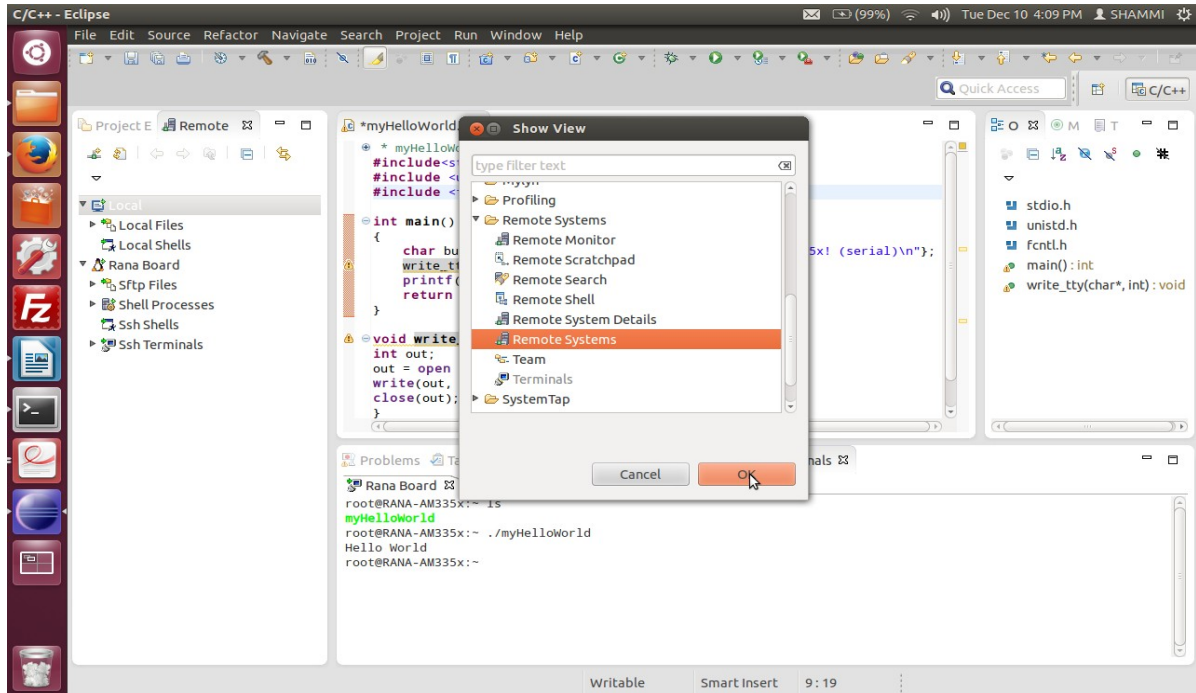 C/C++ - Eclipse
(99%) Tue Dec 10 4:09 PM SHAMMI
File Edit Source Refactor Navigate Search Project Run Window Help
Quick Access
C/C++
Project E
Remote
Local
Local Files
Local Shells
Rana Board
Sftp Files
Shell Processes
Ssh Shells
Ssh Terminals
*myHelloWorld.
* myHelloWo
#include<s
#include <
#include <
int main()
{
char bu
5x! (serial)\n"};
write_tt
printf(
return
}
void write_
int out;
out = open
write(out,
close(out);
}
Show View
type filter text
Mylyn
Profiling
Remote Systems
Remote Monitor
Remote Scratchpad
Remote Search
Remote Shell
Remote System Details
Remote Systems
Team
Terminals
SystemTap
Cancel
OK
O
M
T
stdio.h
unistd.h
fcntl.h
main() : int
write_tty(char*, int) : void
Problems
Ta
nals
Rana Board
root@RANA-AM335x:~ ls
myHelloWorld
root@RANA-AM335x:~ ./myHelloWorld
Hello World
root@RANA-AM335x:~
Writable
Smart Insert
9 : 19